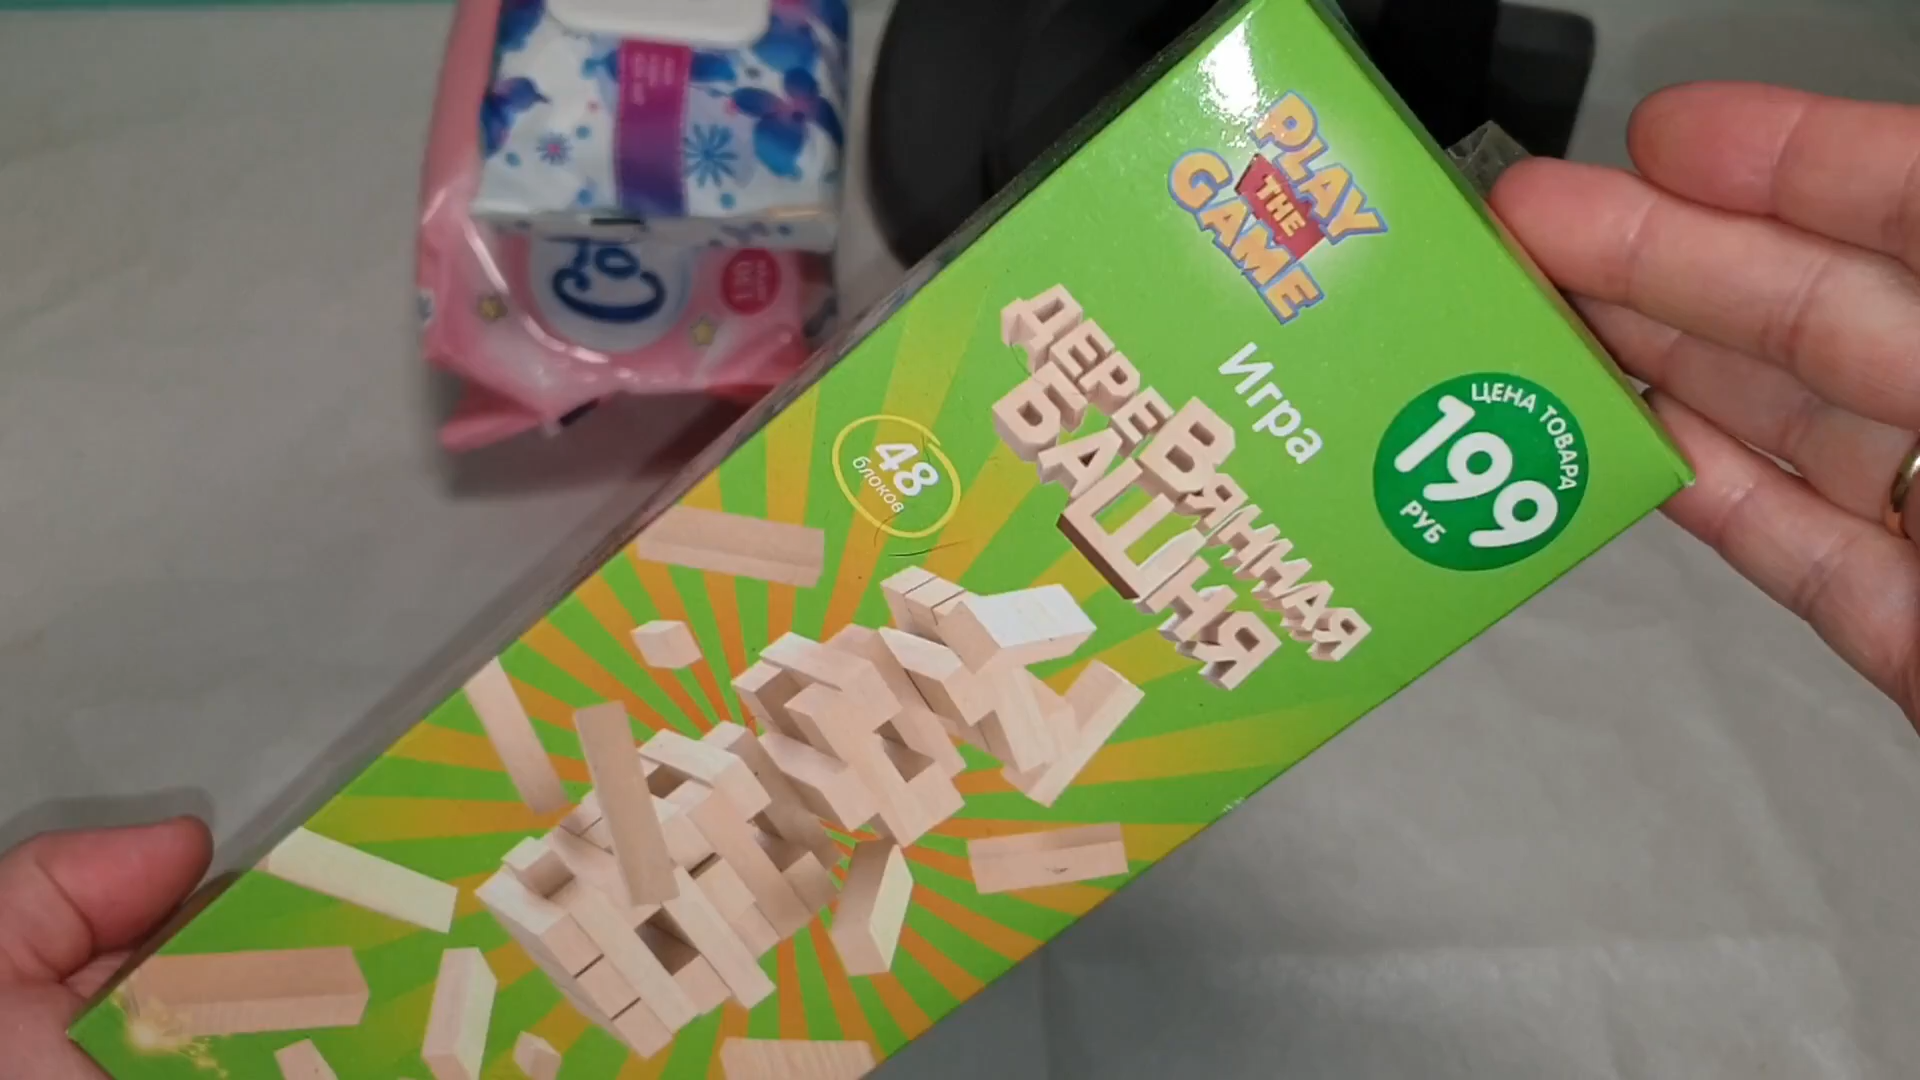 PLAY
THE
GAME
Игра
ДЕРЕВЯННАЯ
БАШНЯ
48
блоков
ЦЕНА ТОВАРА
199
РУБ